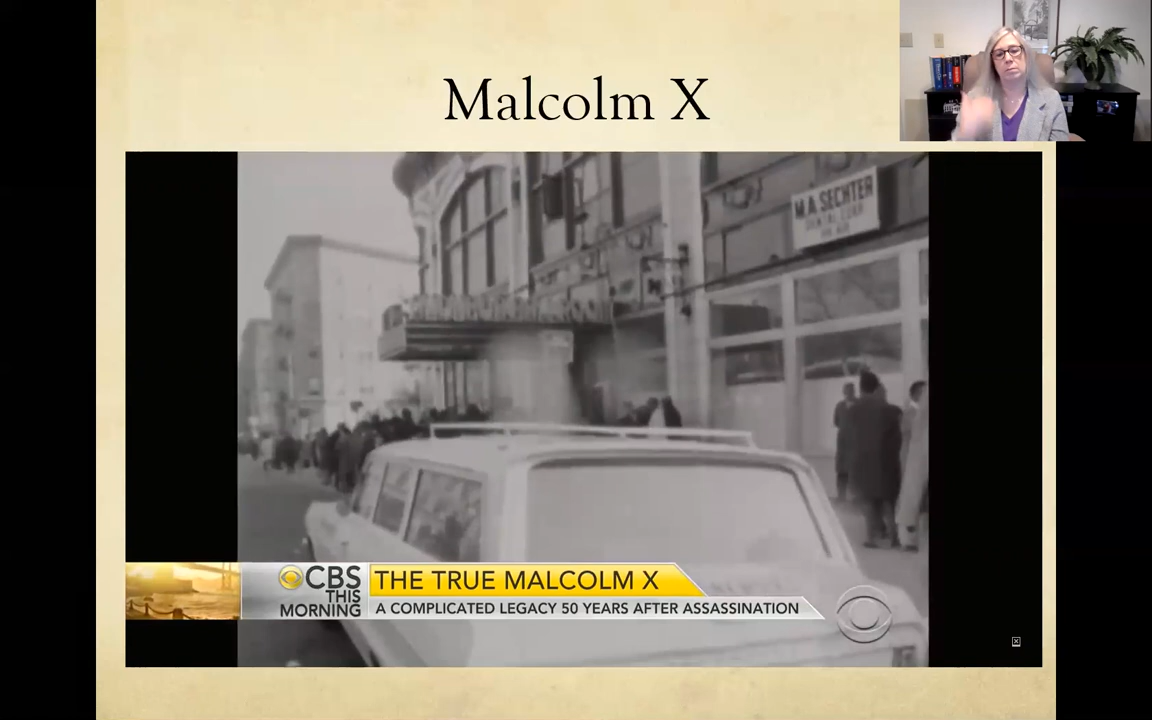 Malcolm X
M.A. SECHTER
CBS
THIS
MORNING
THE TRUE MALCOLM X
A COMPLICATED LEGACY 50 YEARS AFTER ASSASSINATION